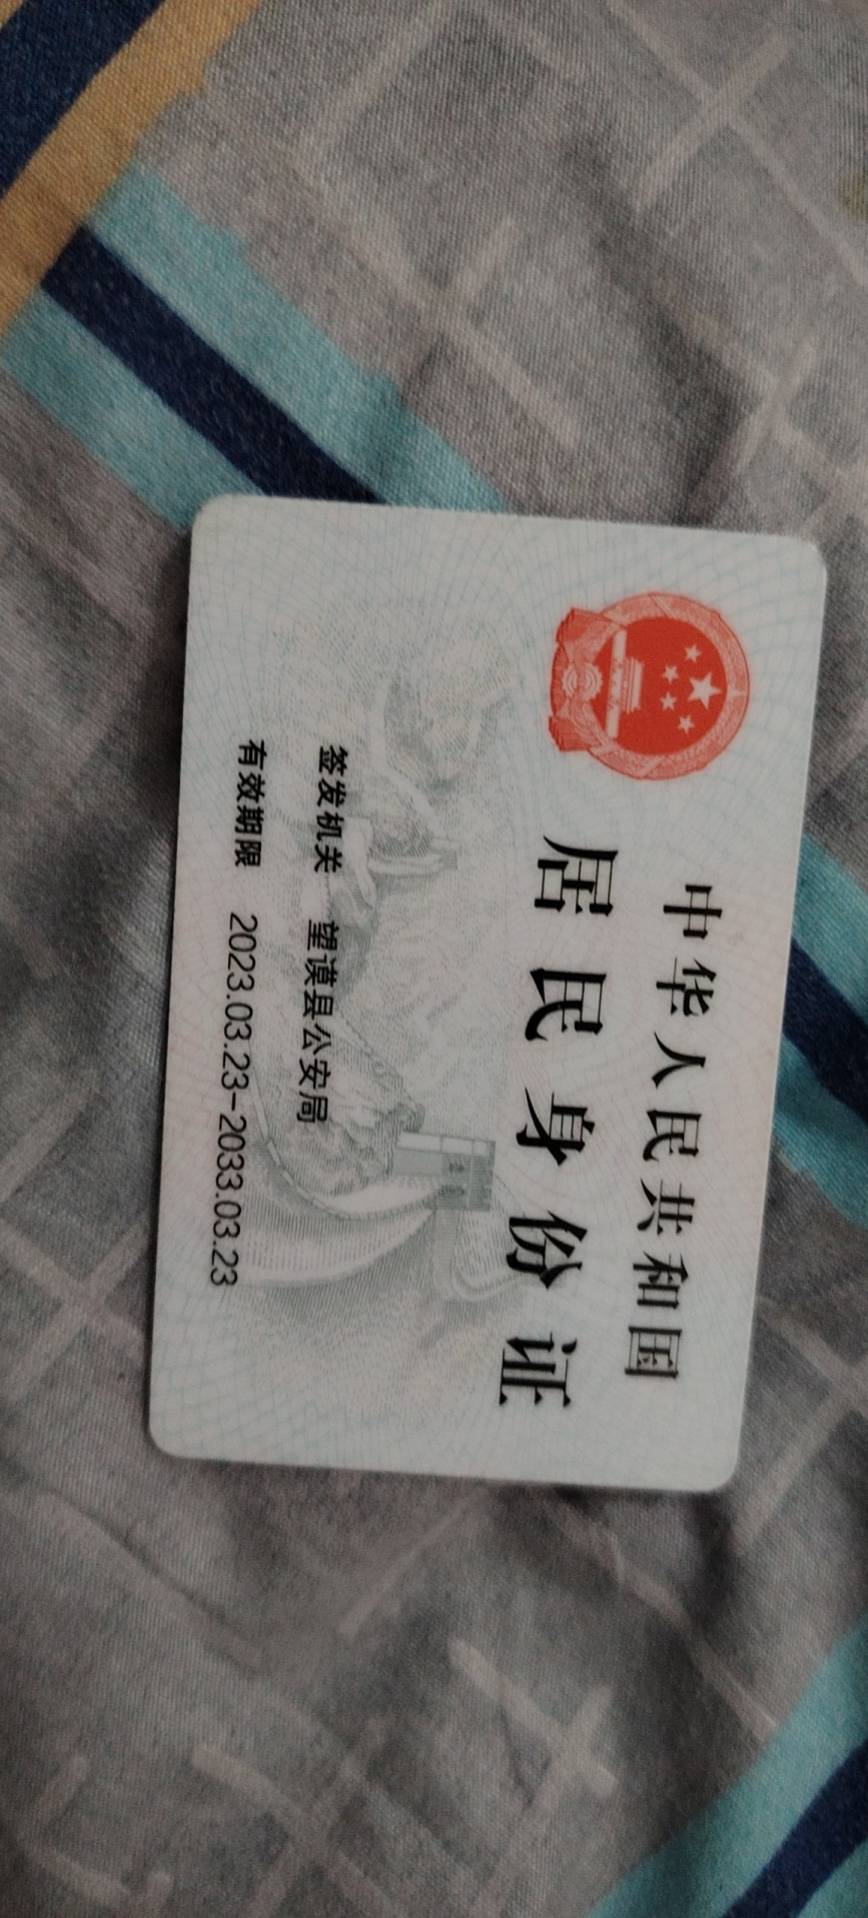 中华人民共和国
居民身份证
签发机关 望谟县公安局
有效期限 2023.03.23-2033.03.23